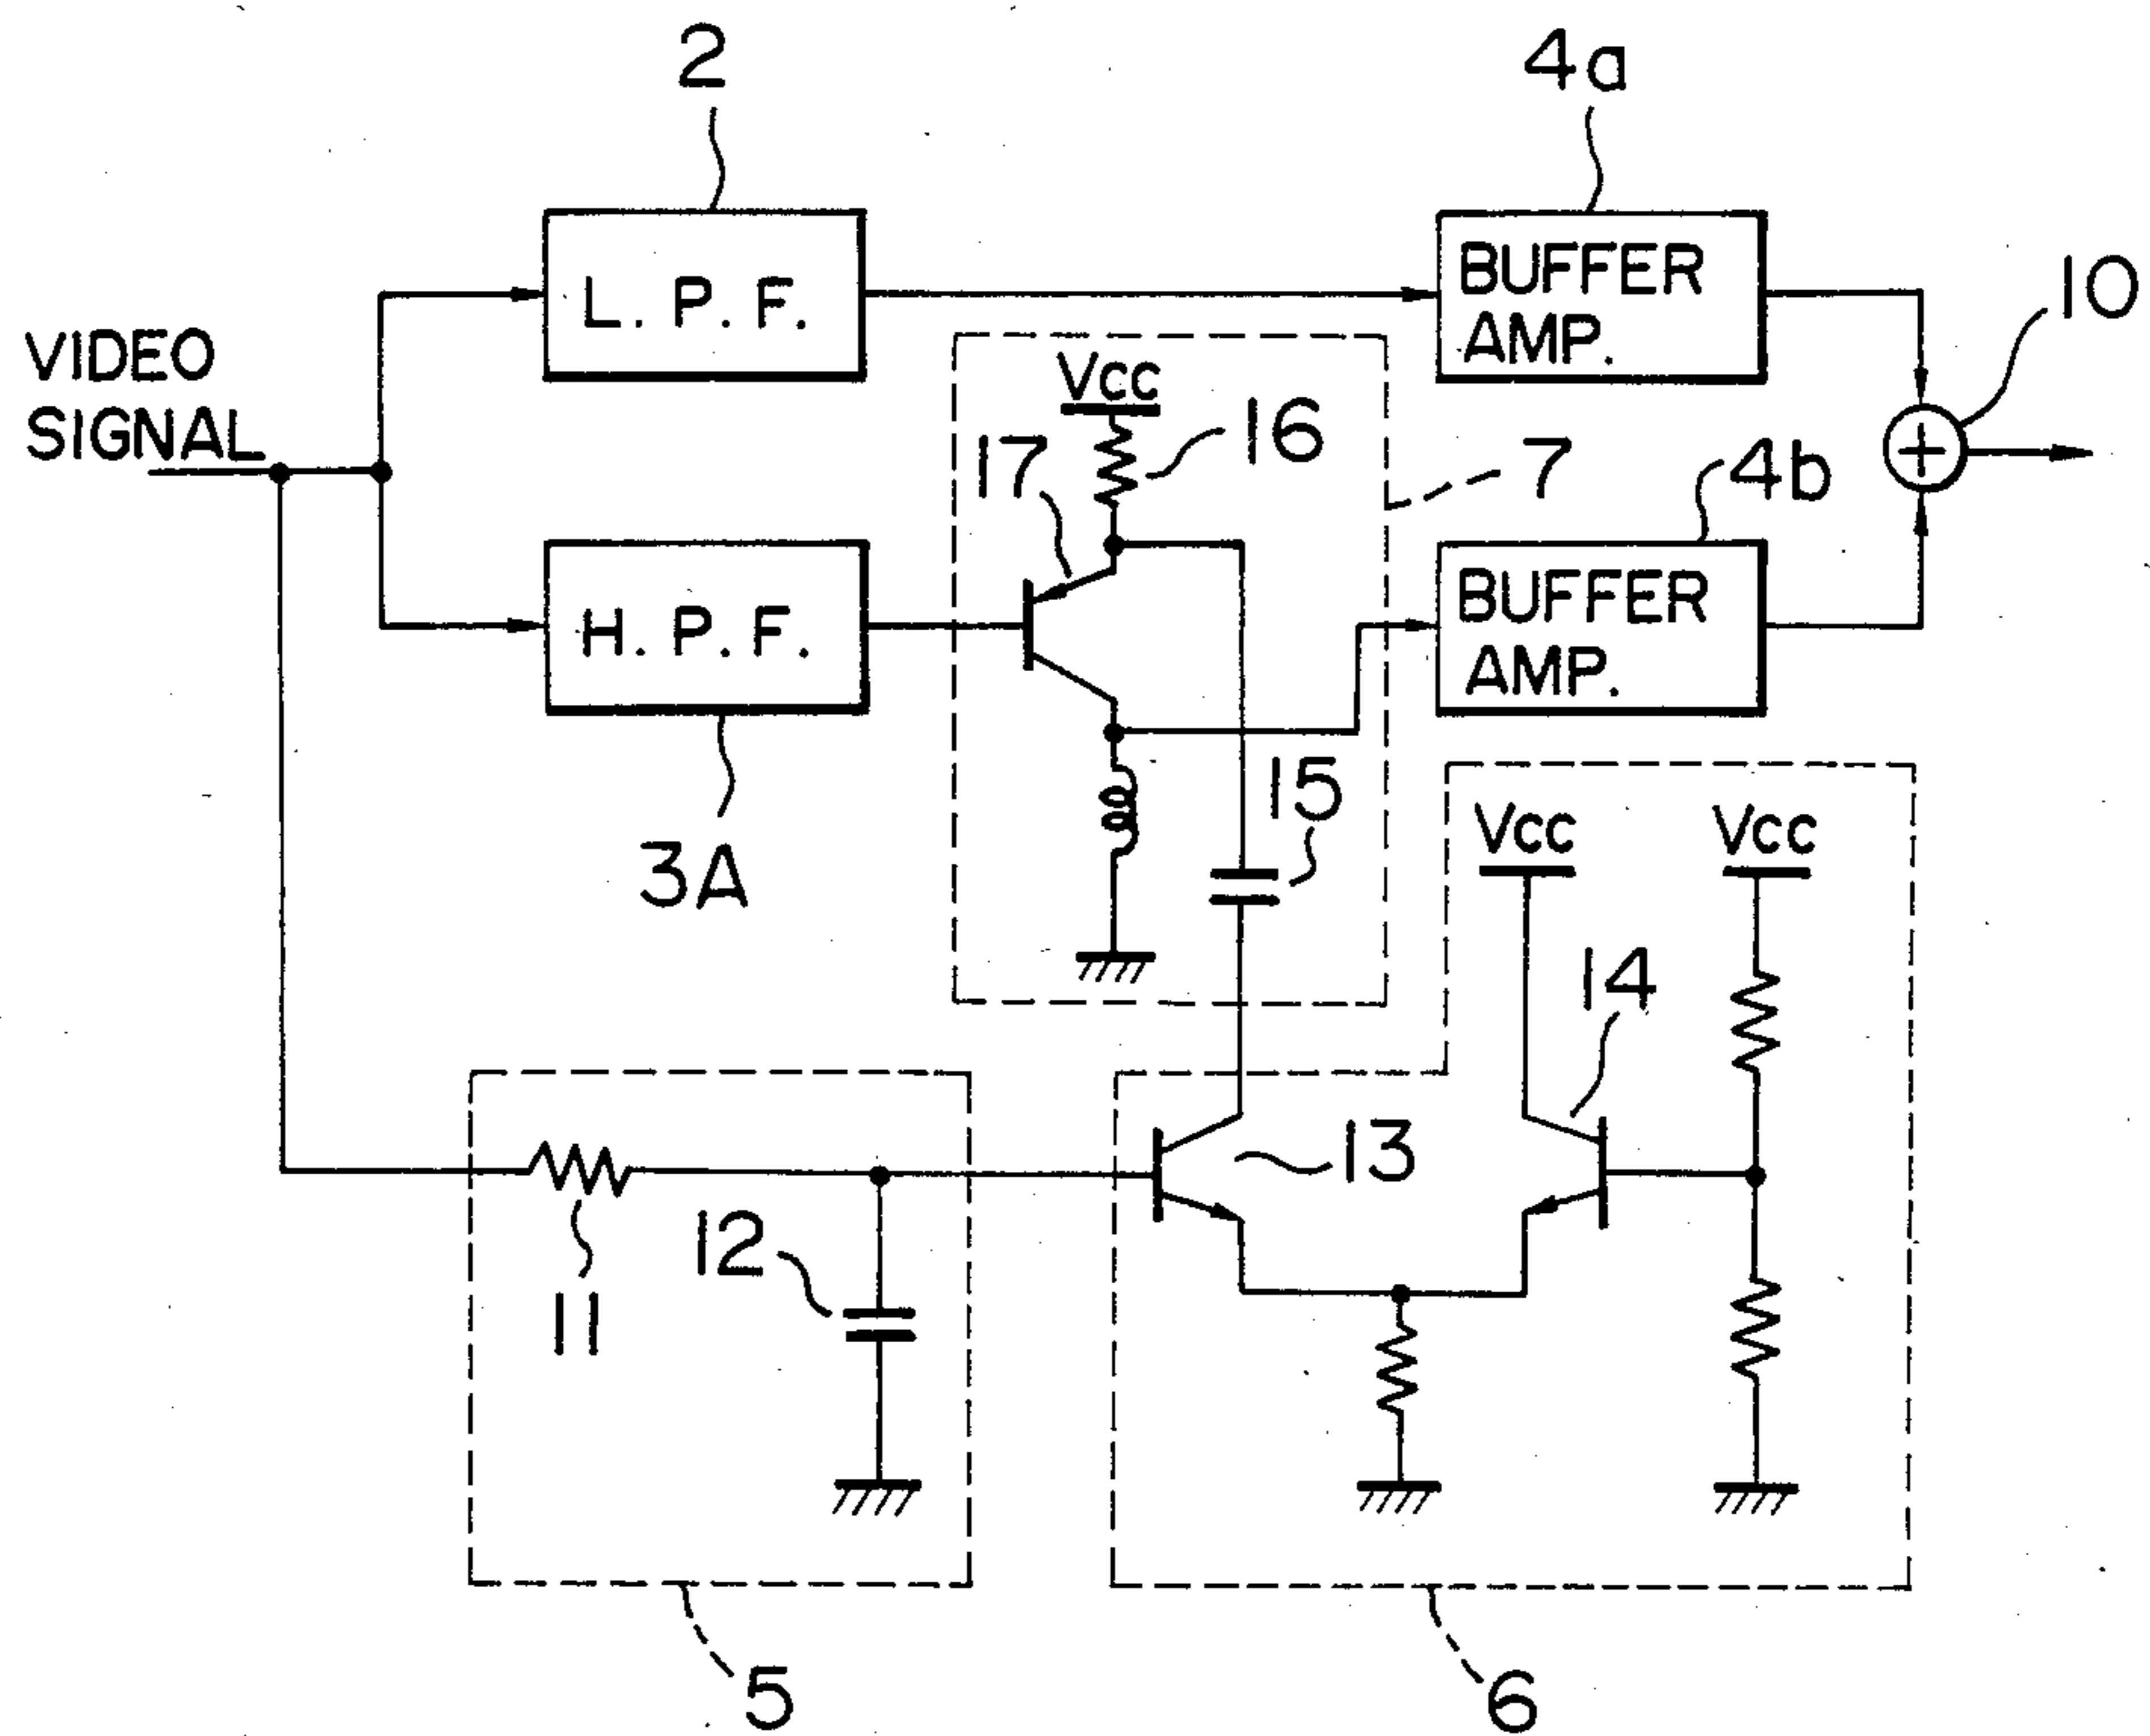 2
4a
L. P. F.
BUFFER
AMP.
10
VIDEO
SIGNAL
Vcc
16
17
7
4b
H. P. F.
BUFFER
AMP.
3A
15
Vcc
Vcc
14
13
11
12
5
6